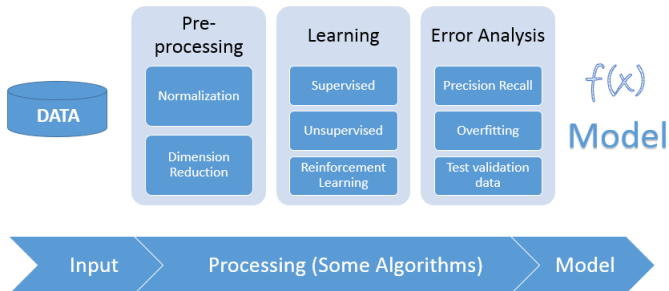 Pre-
processing
Normalization
Dimension
Reduction
Learning
Supervised
Unsupervised
Reinforcement
Learning
Error Analysis
Precision Recall
Overfitting
Test validation
data
DATA
f(x)
Model
Input
Processing (Some Algorithms)
Model